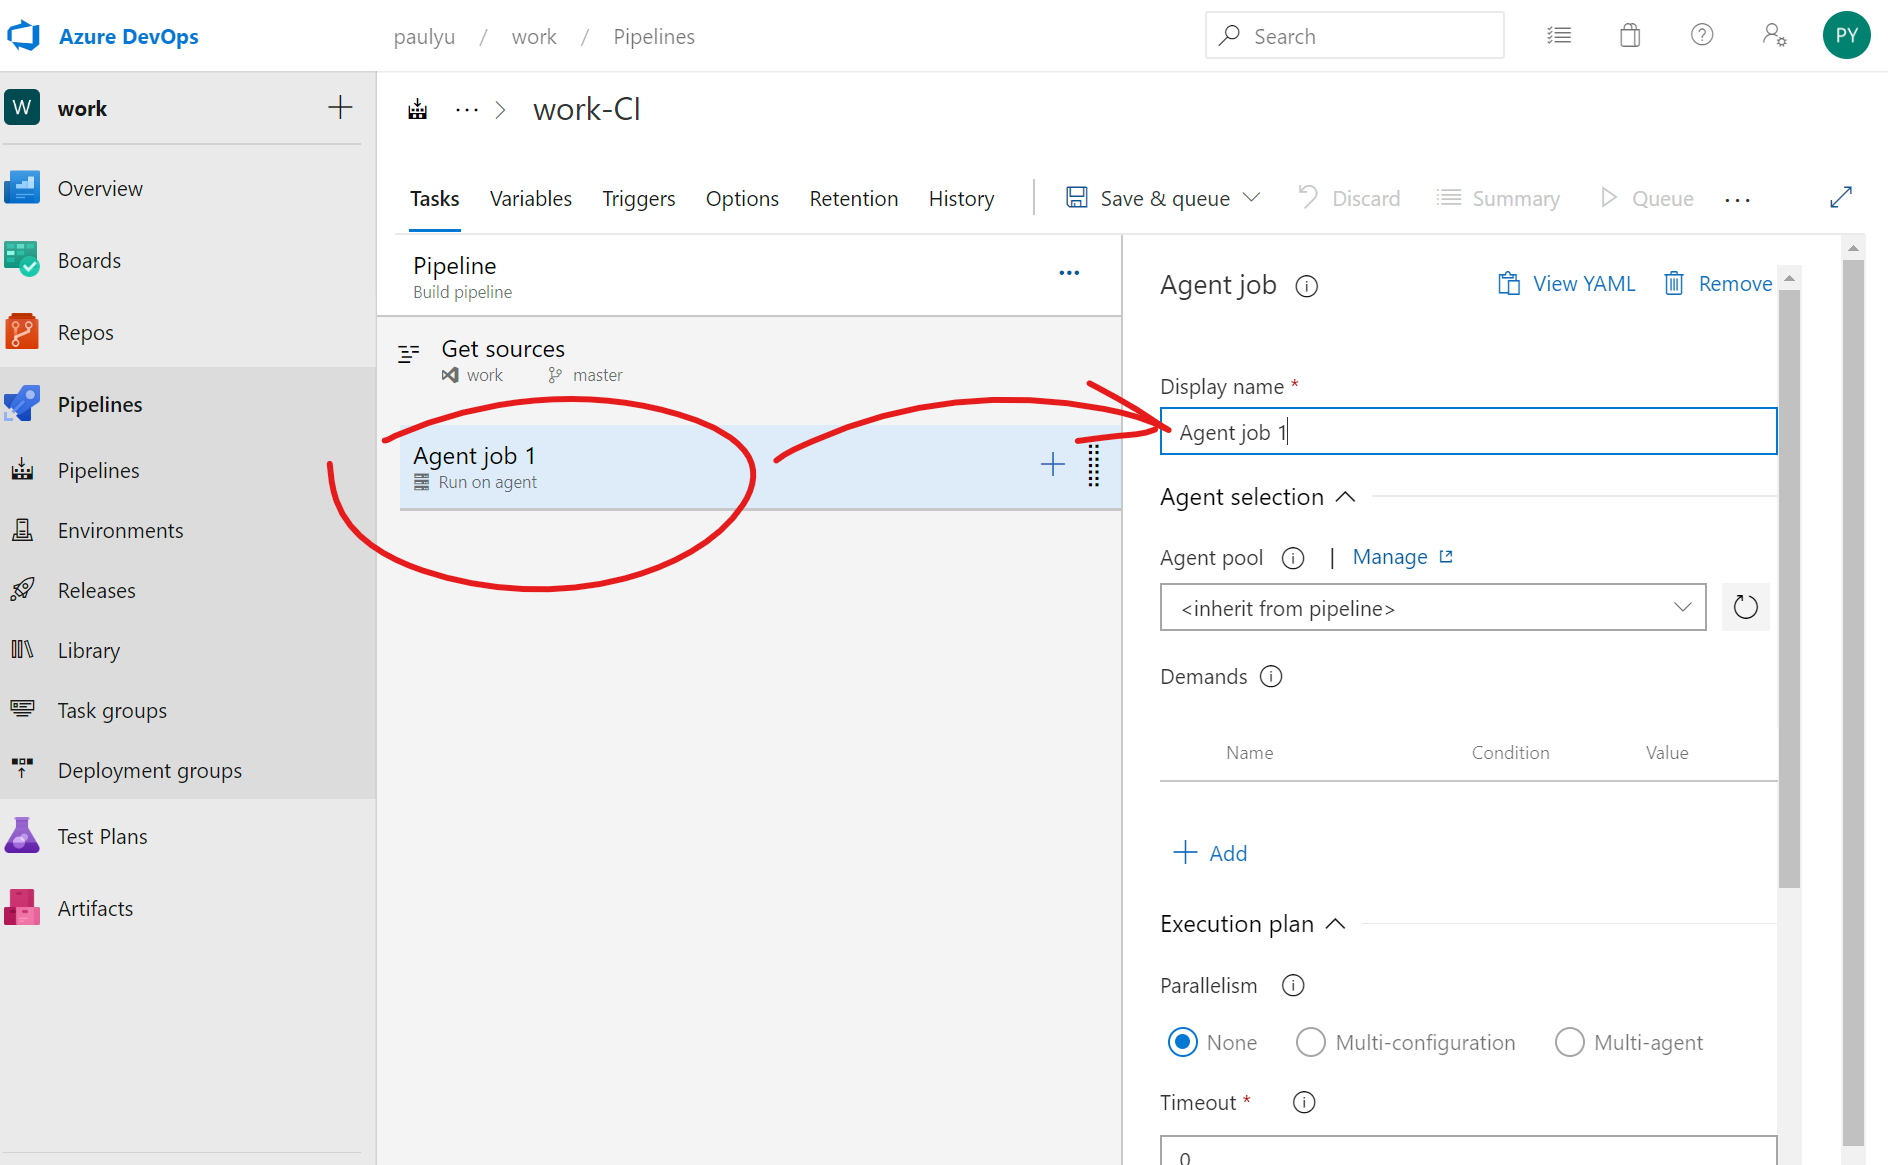 Azure DevOps
paulyu / work / Pipelines
Search
PY
W work
Overview
Boards
Repos
Pipelines
Pipelines
Environments
Releases
Library
Task groups
Deployment groups
Test Plans
Artifacts
... > work-CI
Tasks Variables Triggers Options Retention History Save & queue Discard Summary Queue ...
Pipeline
Build pipeline
Get sources
work master
Agent job 1
Run on agent
Agent job View YAML Remove
Display name *
Agent job 1
Agent selection
Agent pool | Manage
<inherit from pipeline>
Demands
Name Condition Value
Add
Execution plan
Parallelism
None Multi-configuration Multi-agent
Timeout *
0